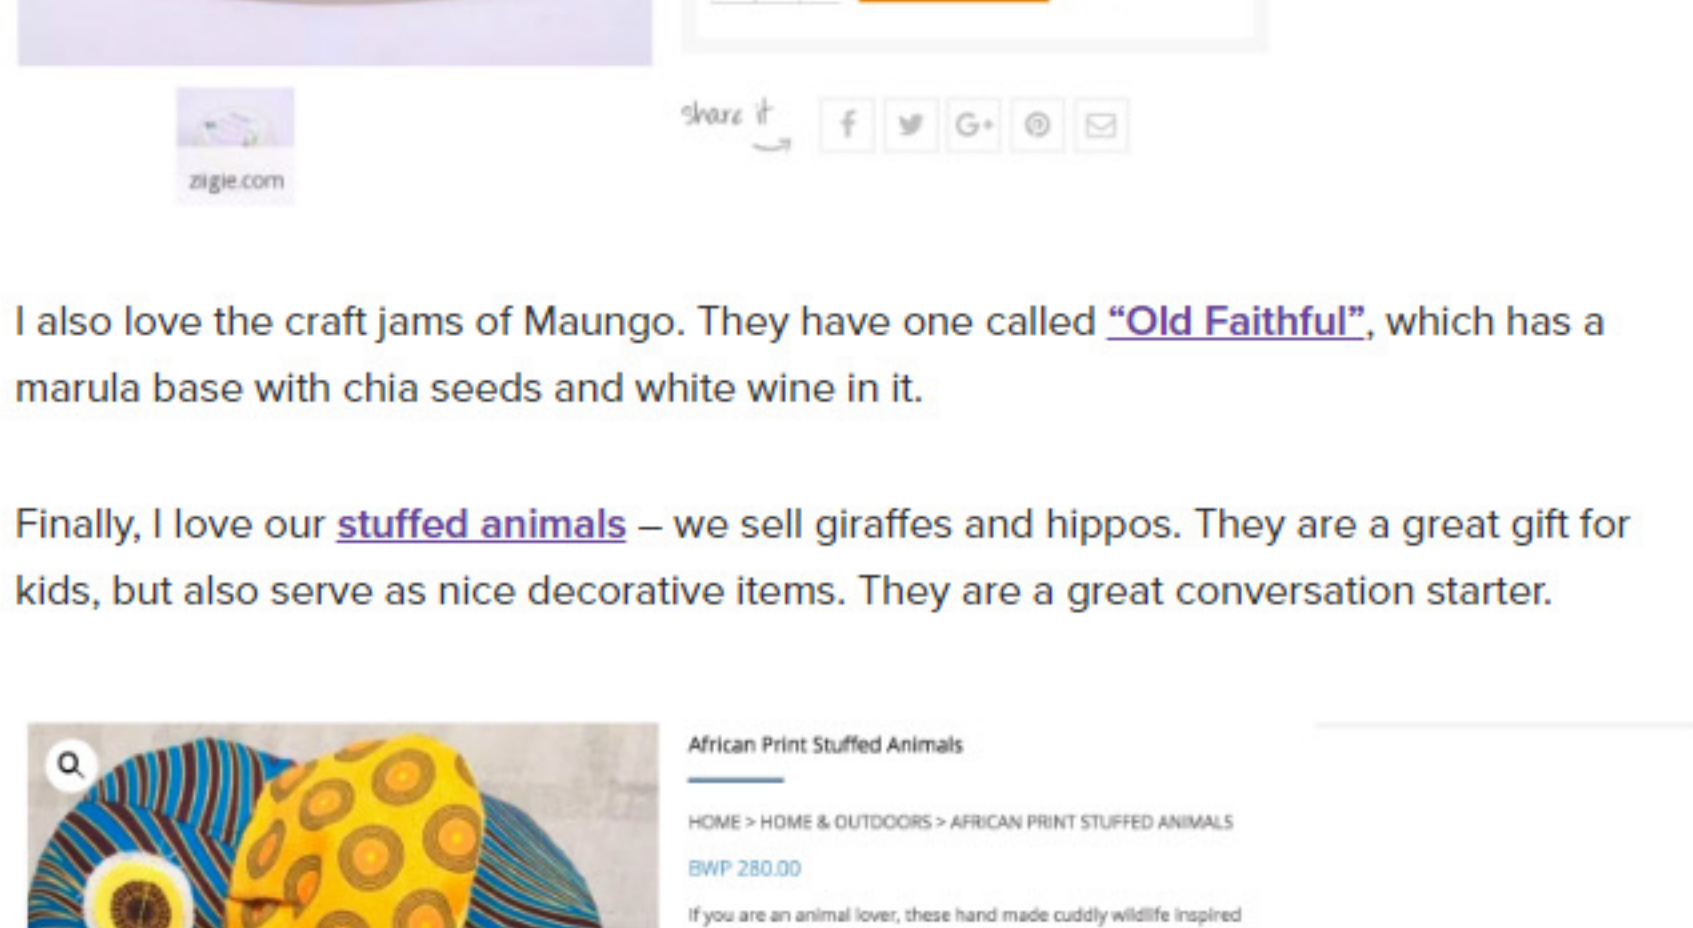 share it
G+
ziigie.com
I also love the craft jams of Maungo. They have one called “Old Faithful”, which has a
marula base with chia seeds and white wine in it.
Finally, I love our stuffed animals – we sell giraffes and hippos. They are a great gift for
kids, but also serve as nice decorative items. They are a great conversation starter.
African Print Stuffed Animals
HOME > HOME & OUTDOORS > AFRICAN PRINT STUFFED ANIMALS
BWP 280.00
If you are an animal lover, these hand made cuddly wildlife inspired